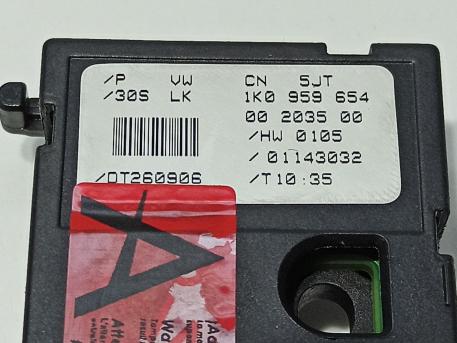 /P VW CN 5JT
/30S LK 1K0 959 654
00 2035 00
/HW 0105
/01143032
/DT260906 /T10:35